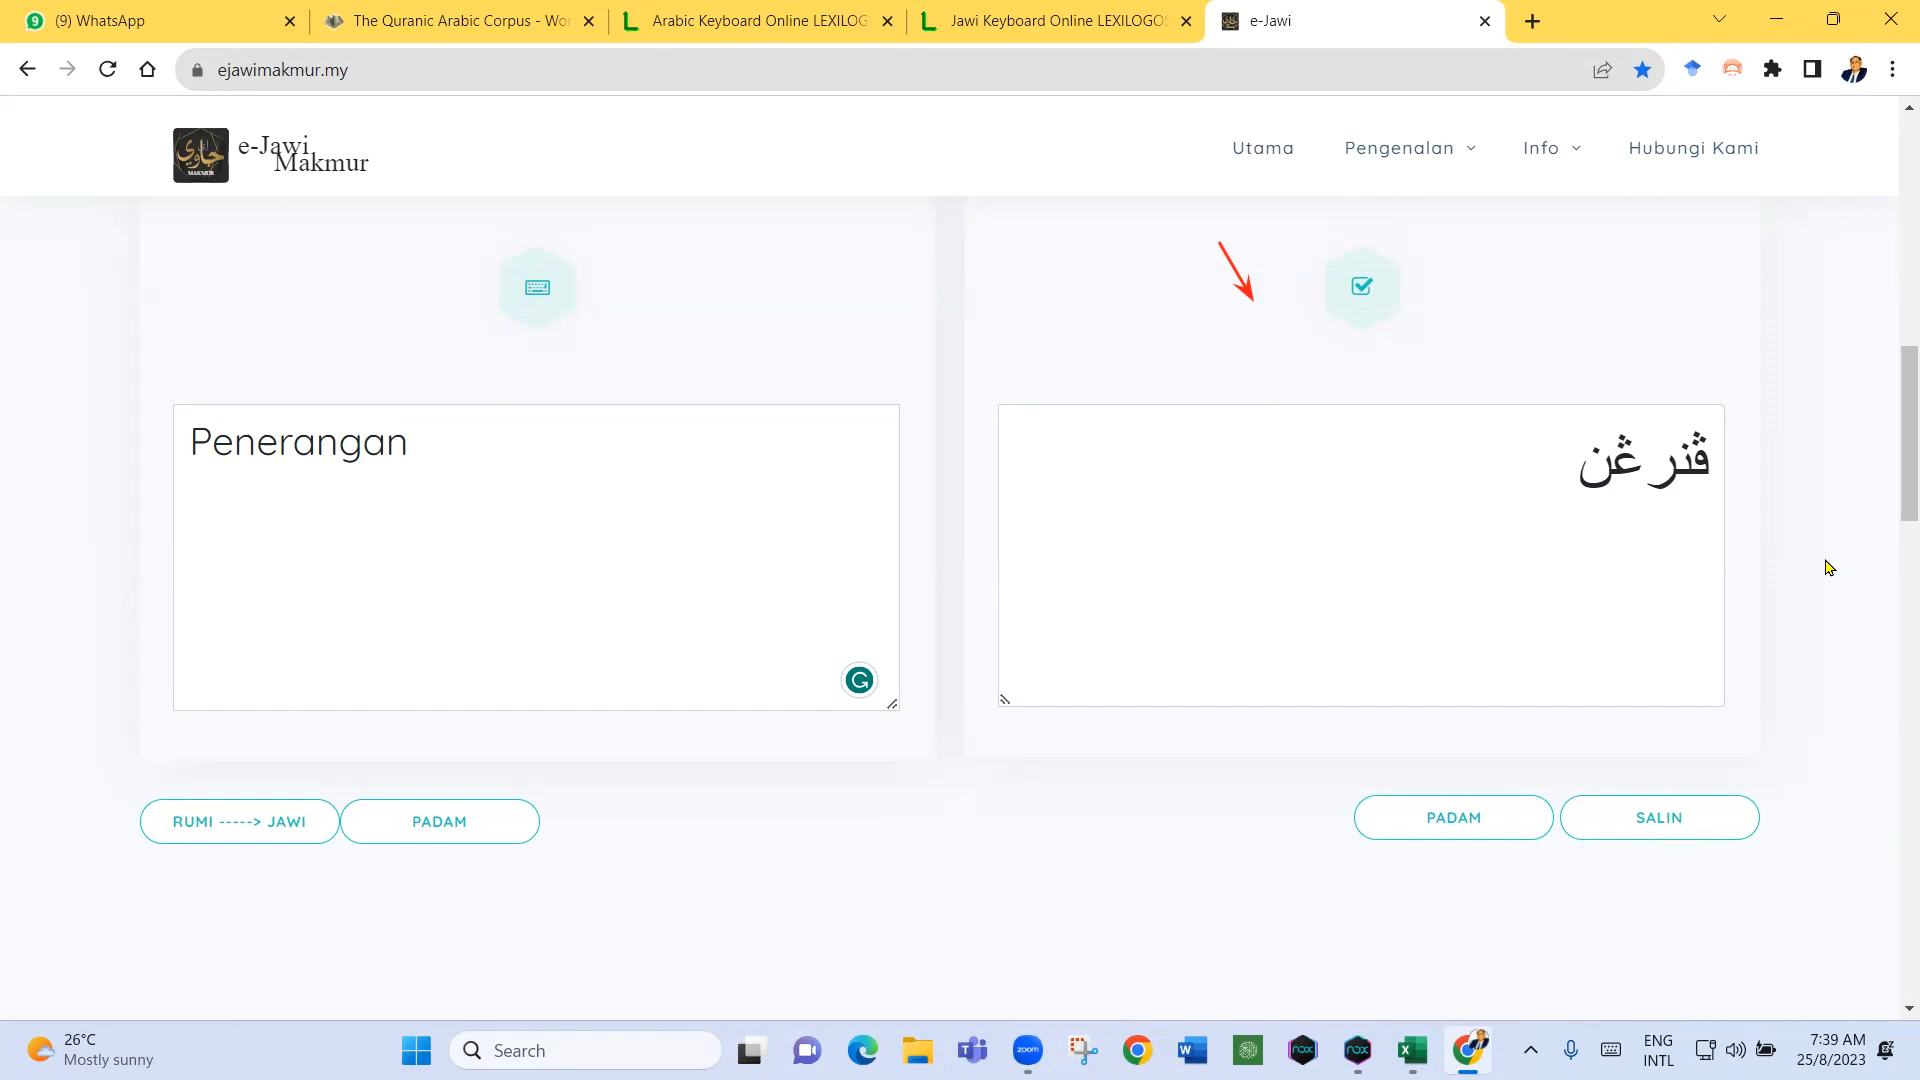 (9) WhatsApp
The Quranic Arabic Corpus - Wor
Arabic Keyboard Online LEXILOG
Jawi Keyboard Online LEXILOGOS
e-Jawi
ejawimakmur.my
e-Jawi
Makmur
Utama
Pengenalan
Info
Hubungi Kami
Penerangan
ڤنرڠن
RUMI -----> JAWI
PADAM
PADAM
SALIN
26°C
Mostly sunny
Search
zoom
ENG
INTL
7:39 AM
25/8/2023